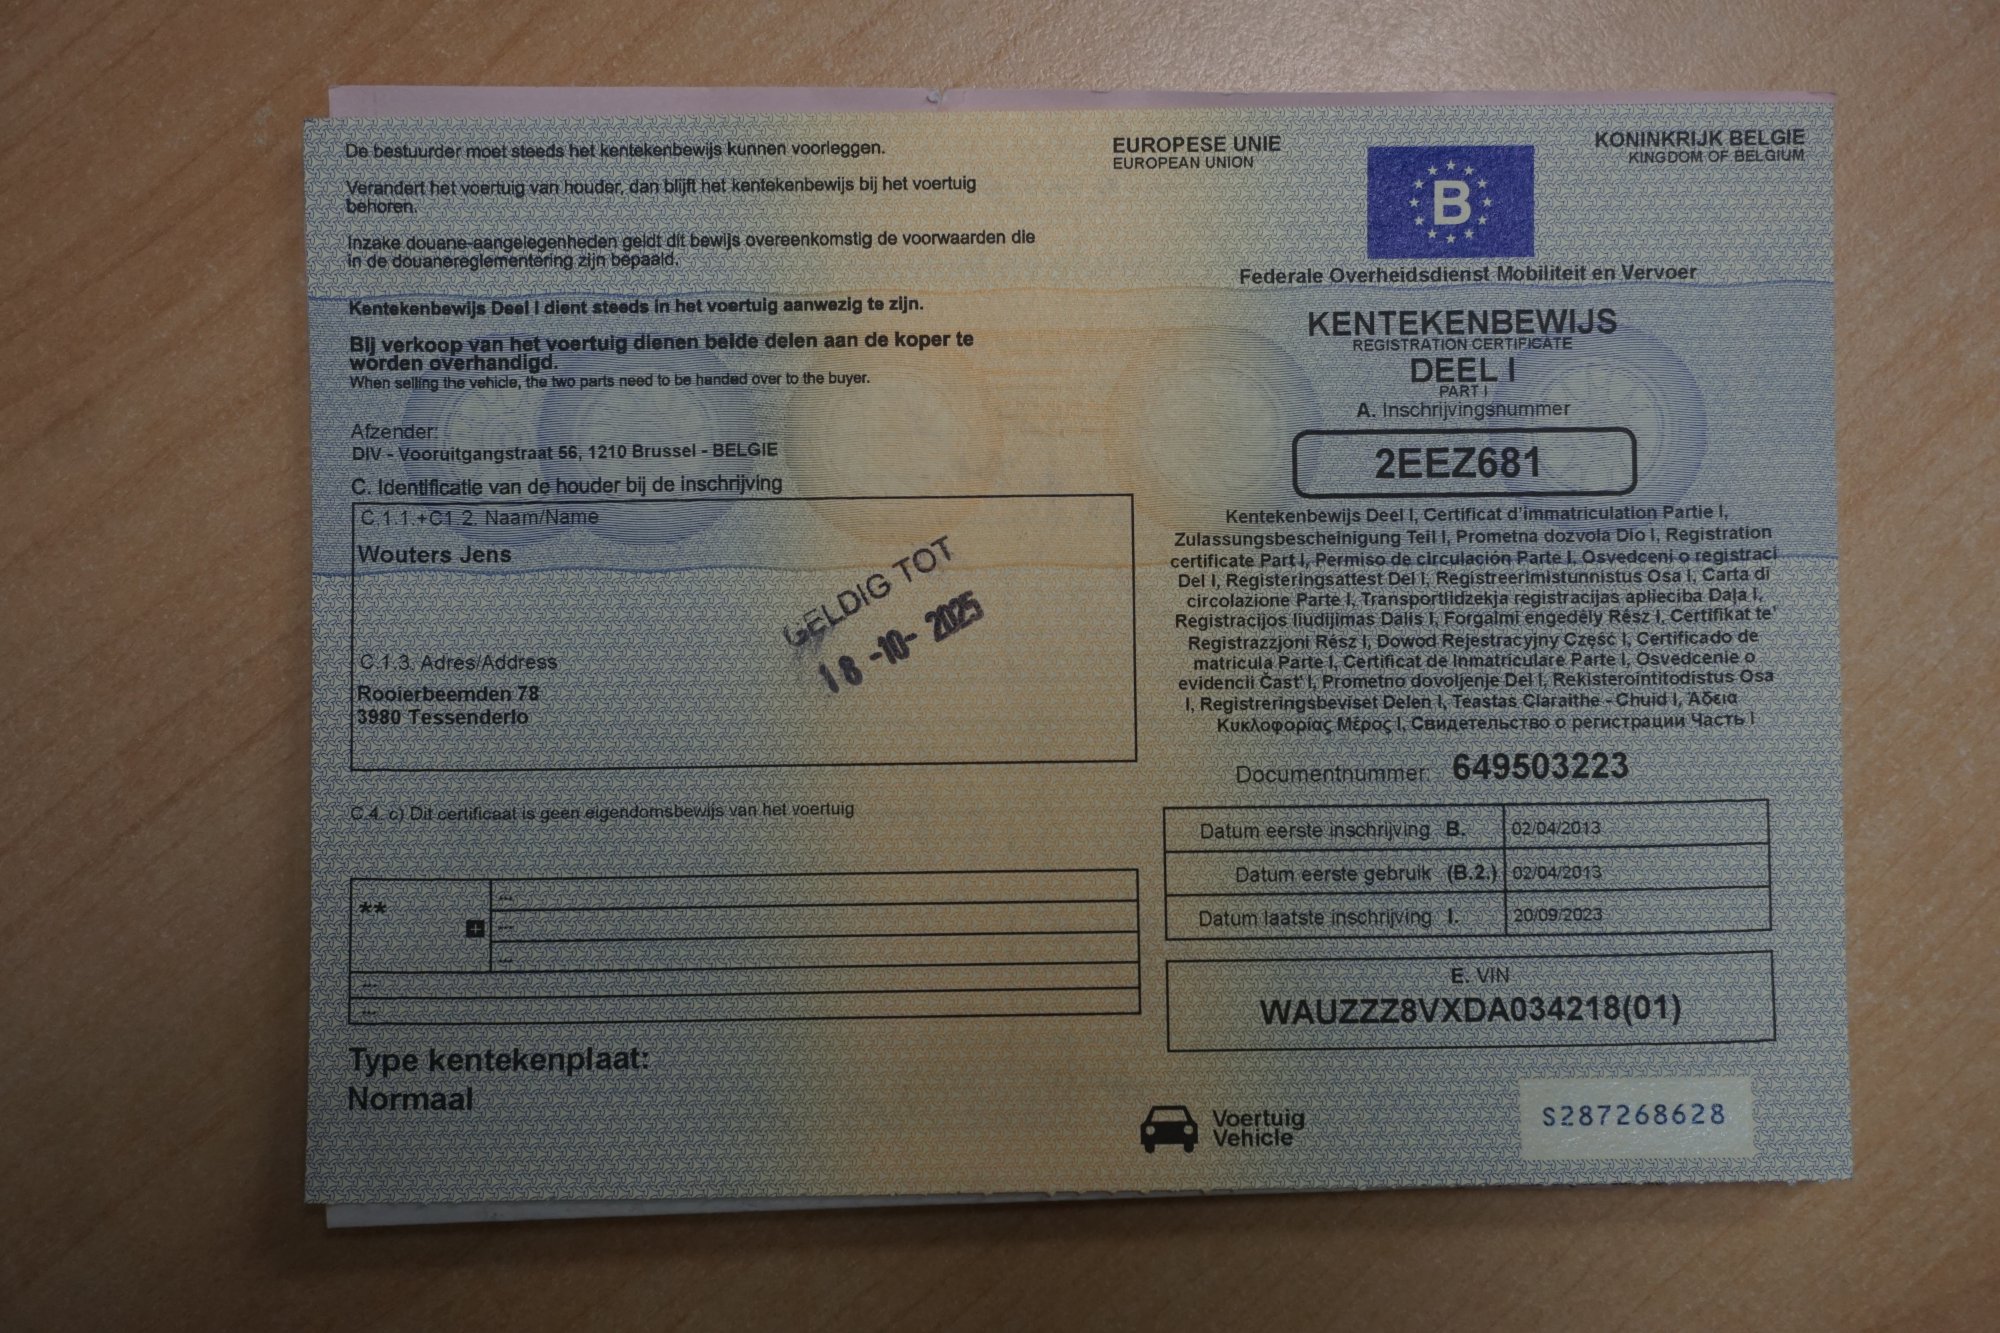 De bestuurder moet steeds het kentekenbewijs kunnen voorleggen.
Verandert het voertuig van houder, dan blijft het kentekenbewijs bij het voertuig
behoren.
Inzake douane-aangelegenheden geldt dit bewijs overeenkomstig de voorwaarden die
in de douanereglementering zijn bepaald.
Kentekenbewijs Deel I dient steeds in het voertuig aanwezig te zijn.
Bij verkoop van het voertuig dienen beide delen aan de koper te
worden overhandigd.
When selling the vehicle, the two parts need to be handed over to the buyer.
Afzender:
DIV - Vooruitgangstraat 56, 1210 Brussel - BELGIE
C. Identificatie van de houder bij de inschrijving
C.1.1.+C1.2. Naam/Name
Wouters Jens
GELDIG TOT
18-10-2025
C.1.3. Adres/Address
Rooierbeemden 78
3980 Tessenderlo
C.4. c) Dit certificaat is geen eigendomsbewijs van het voertuig
**
+
---
---
---
---
---
Type kentekenplaat:
Normaal
EUROPESE UNIE
EUROPEAN UNION
B
KONINKRIJK BELGIE
KINGDOM OF BELGIUM
Federale Overheidsdienst Mobiliteit en Vervoer
KENTEKENBEWIJS
REGISTRATION CERTIFICATE
DEEL I
PART I
A. Inschrijvingsnummer
2EEZ681
Kentekenbewijs Deel I, Certificat d'immatriculation Partie I,
Zulassungsbescheinigung Teil I, Prometna dozvola Dio I, Registration
certificate Part I, Permiso de circulación Parte I, Osvedceni o registraci
Del I, Registeringsattest Del I, Registreerimistunnistus Osa I, Carta di
circolazione Parte I, Transportlidzekja registracijas aplieciba Daļa I,
Registracijos liudijimas Dalis I, Forgalmi engedély Rész I, Certifikat te'
Registrazzjoni Rész I, Dowod Rejestracyjny Część I, Certificado de
matricula Parte I, Certificat de Inmatriculare Parte I, Osvedcenie o
evidencii Čast' I, Prometno dovoljenje Del I, Rekisterointitodistus Osa
I, Registreringsbeviset Delen I, Teastas Claraithe - Chuid I, Άδεια
Κυκλοφορίας Μέρος I, Свидетельство о регистрации Часть I
Documentnummer: 649503223
Datum eerste inschrijving B. 02/04/2013
Datum eerste gebruik (B.2.) 02/04/2013
Datum laatste inschrijving I. 20/09/2023
E. VIN
WAUZZZ8VXDA034218(01)
Voertuig
Vehicle
S287268628